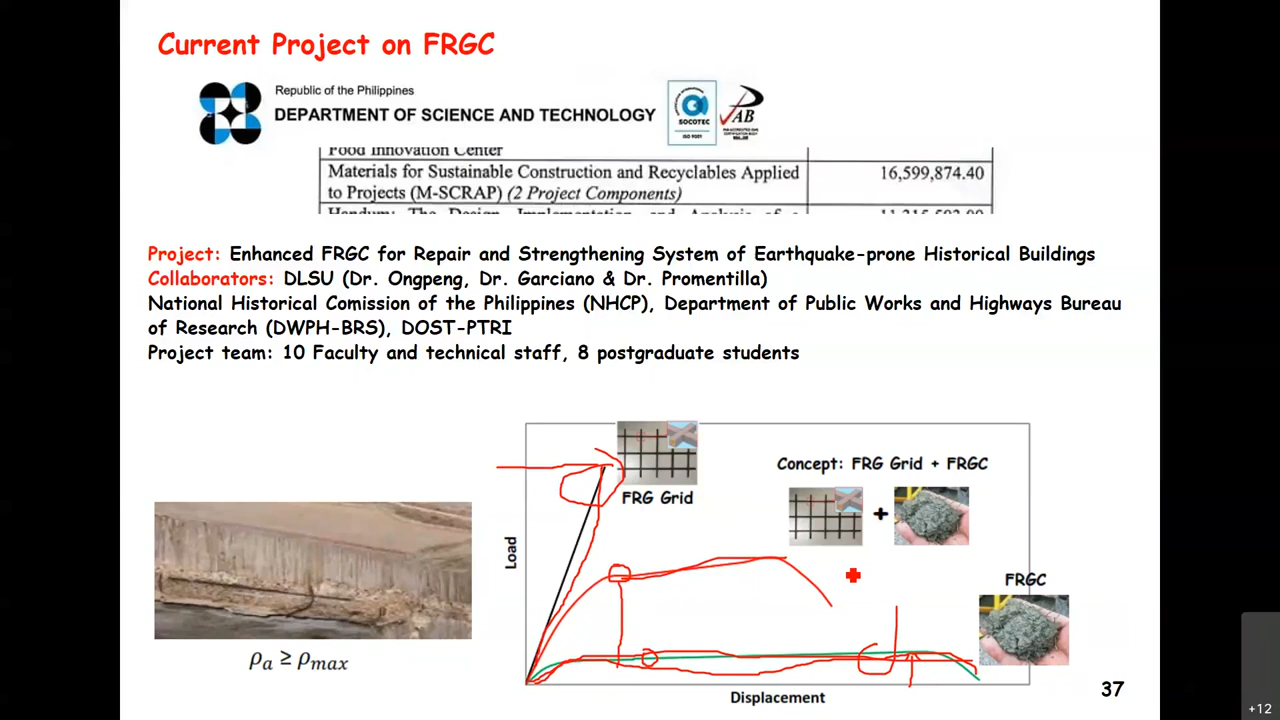 Current Project on FRGC
Republic of the Philippines
DEPARTMENT OF SCIENCE AND TECHNOLOGY
SOCOTEC
ISO 9001
PAB
Food Innovation Center
Materials for Sustainable Construction and Recyclables Applied
to Projects (M-SCRAP) (2 Project Components)
16,599,874.40
Project: Enhanced FRGC for Repair and Strengthening System of Earthquake-prone Historical Buildings
Collaborators: DLSU (Dr. Ongpeng, Dr. Garciano & Dr. Promentilla)
National Historical Comission of the Philippines (NHCP), Department of Public Works and Highways Bureau
of Research (DWPH-BRS), DOST-PTRI
Project team: 10 Faculty and technical staff, 8 postgraduate students
FRG Grid
Concept: FRG Grid + FRGC
+
Load
FRGC
Displacement
ρa ≥ ρmax
37
+12